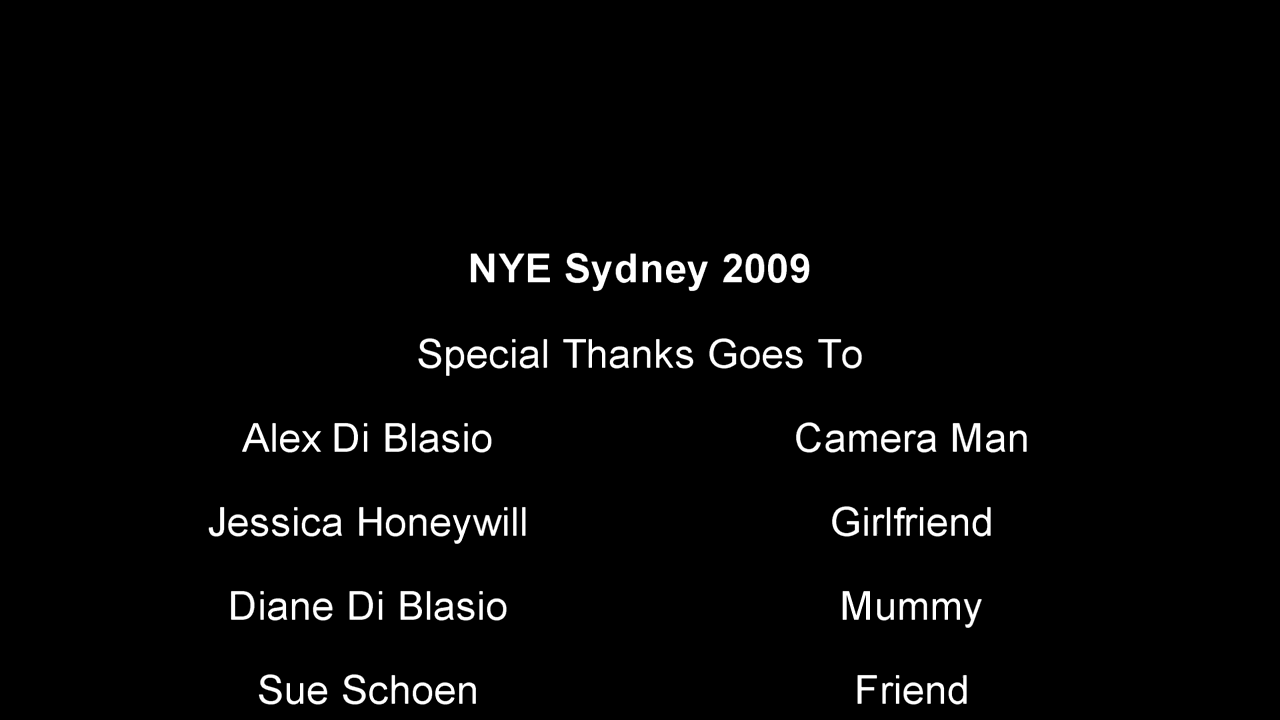 NYE Sydney 2009
Special Thanks Goes To
Alex Di Blasio Camera Man
Jessica Honeywill Girlfriend
Diane Di Blasio Mummy
Sue Schoen Friend